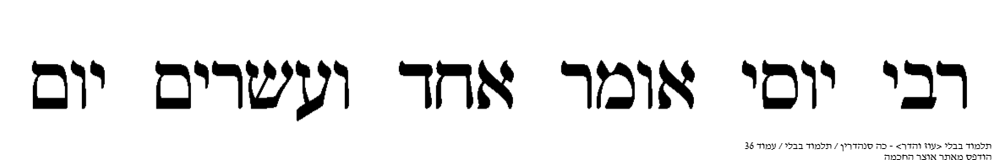 רבי יוסי אומר אחד ועשרים יום
תלמוד בבלי <עוז והדר> - כה סנהדרין / תלמוד בבלי / עמוד 36
הודפס מאתר אוצר החכמה